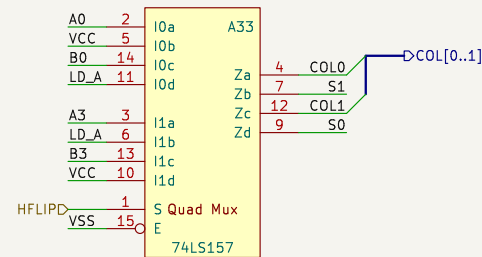 A0 2 I0a A33
VCC 5 I0b
B0 14 I0c
LD_A 11 I0d
Za 4 COL0 COL[0..1]
Zb 7 S1
Zc 12 COL1
Zd 9 S0
A3 3 I1a
LD_A 6 I1b
B3 13 I1c
VCC 10 I1d
HFLIP 1 S Quad Mux
VSS 15 E
74LS157